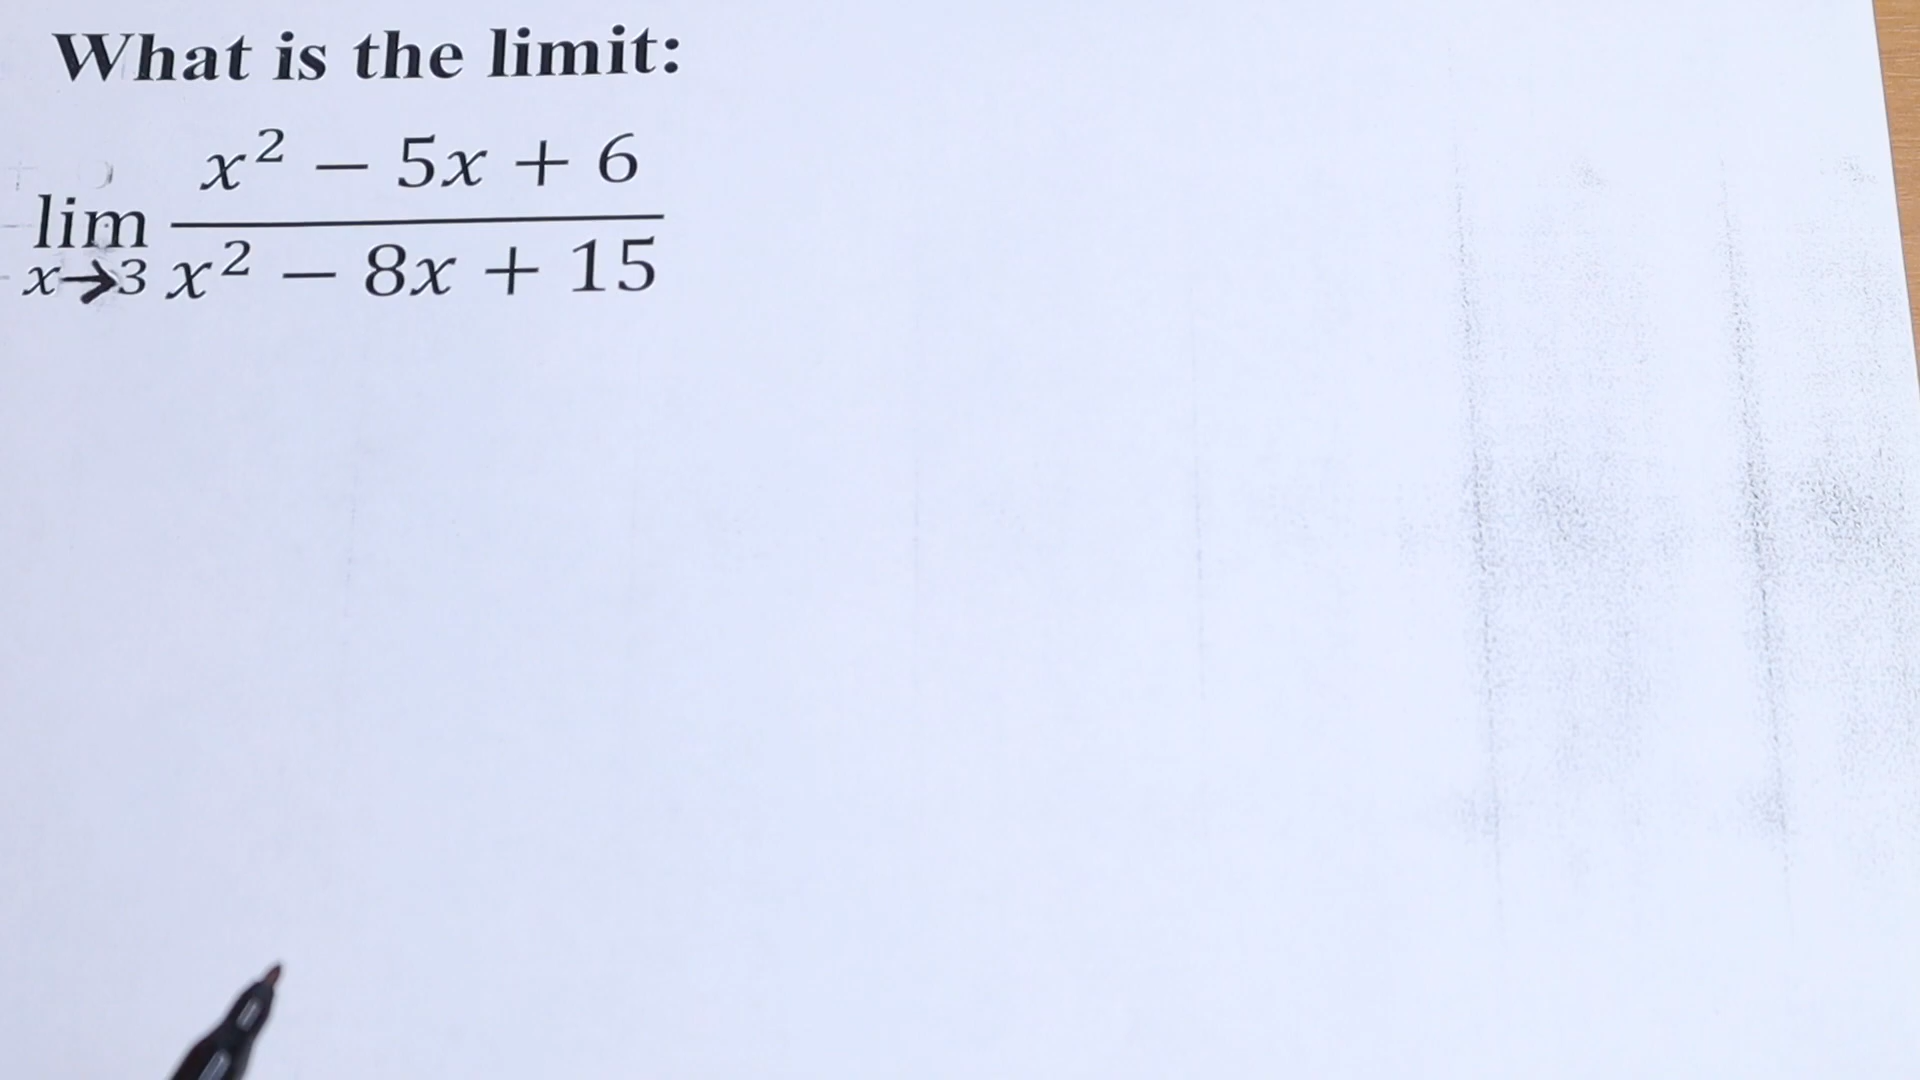 What is the limit:
lim x→3 (x² − 5x + 6) / (x² − 8x + 15)